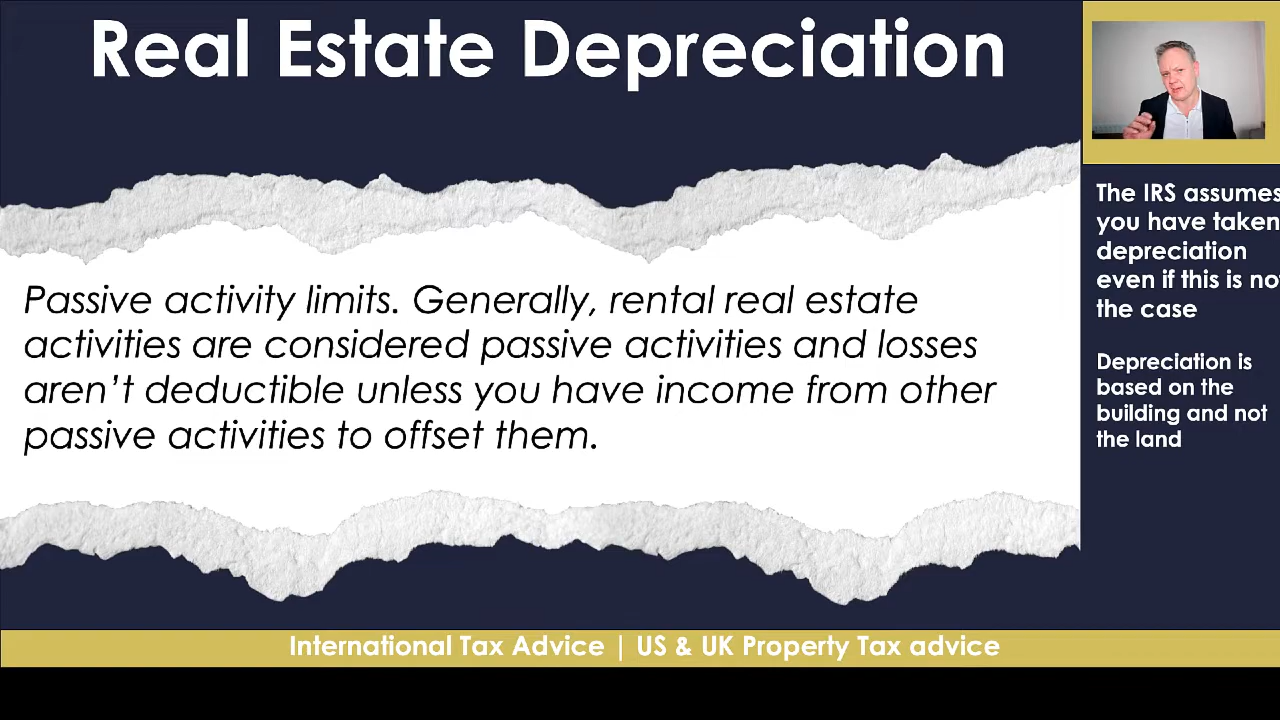 Real Estate Depreciation
Passive activity limits. Generally, rental real estate
activities are considered passive activities and losses
aren’t deductible unless you have income from other
passive activities to offset them.
The IRS assumes
you have taken
depreciation
even if this is no
the case
Depreciation is
based on the
building and not
the land
International Tax Advice | US & UK Property Tax advice